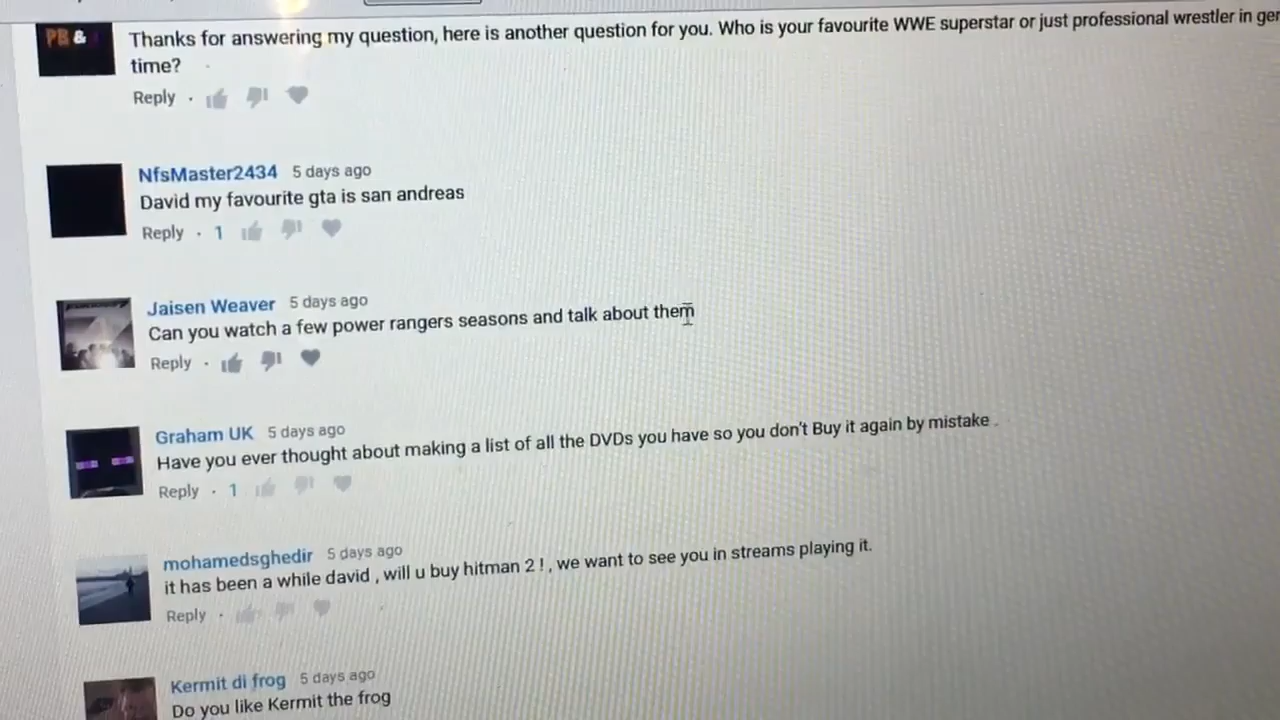 PB &
Thanks for answering my question, here is another question for you. Who is your favourite WWE superstar or just professional wrestler in
time?
Reply
NfsMaster2434 5 days ago
David my favourite gta is san andreas
Reply · 1
Jaisen Weaver 5 days ago
Can you watch a few power rangers seasons and talk about them
Reply ·
Graham UK 5 days ago
Have you ever thought about making a list of all the DVDs you have so you don't Buy it again by mistake .
Reply · 1
mohamedsghedir 5 days ago
it has been a while david , will u buy hitman 2 ! , we want to see you in streams playing it.
Reply ·
Kermit di frog 5 days ago
Do you like Kermit the frog